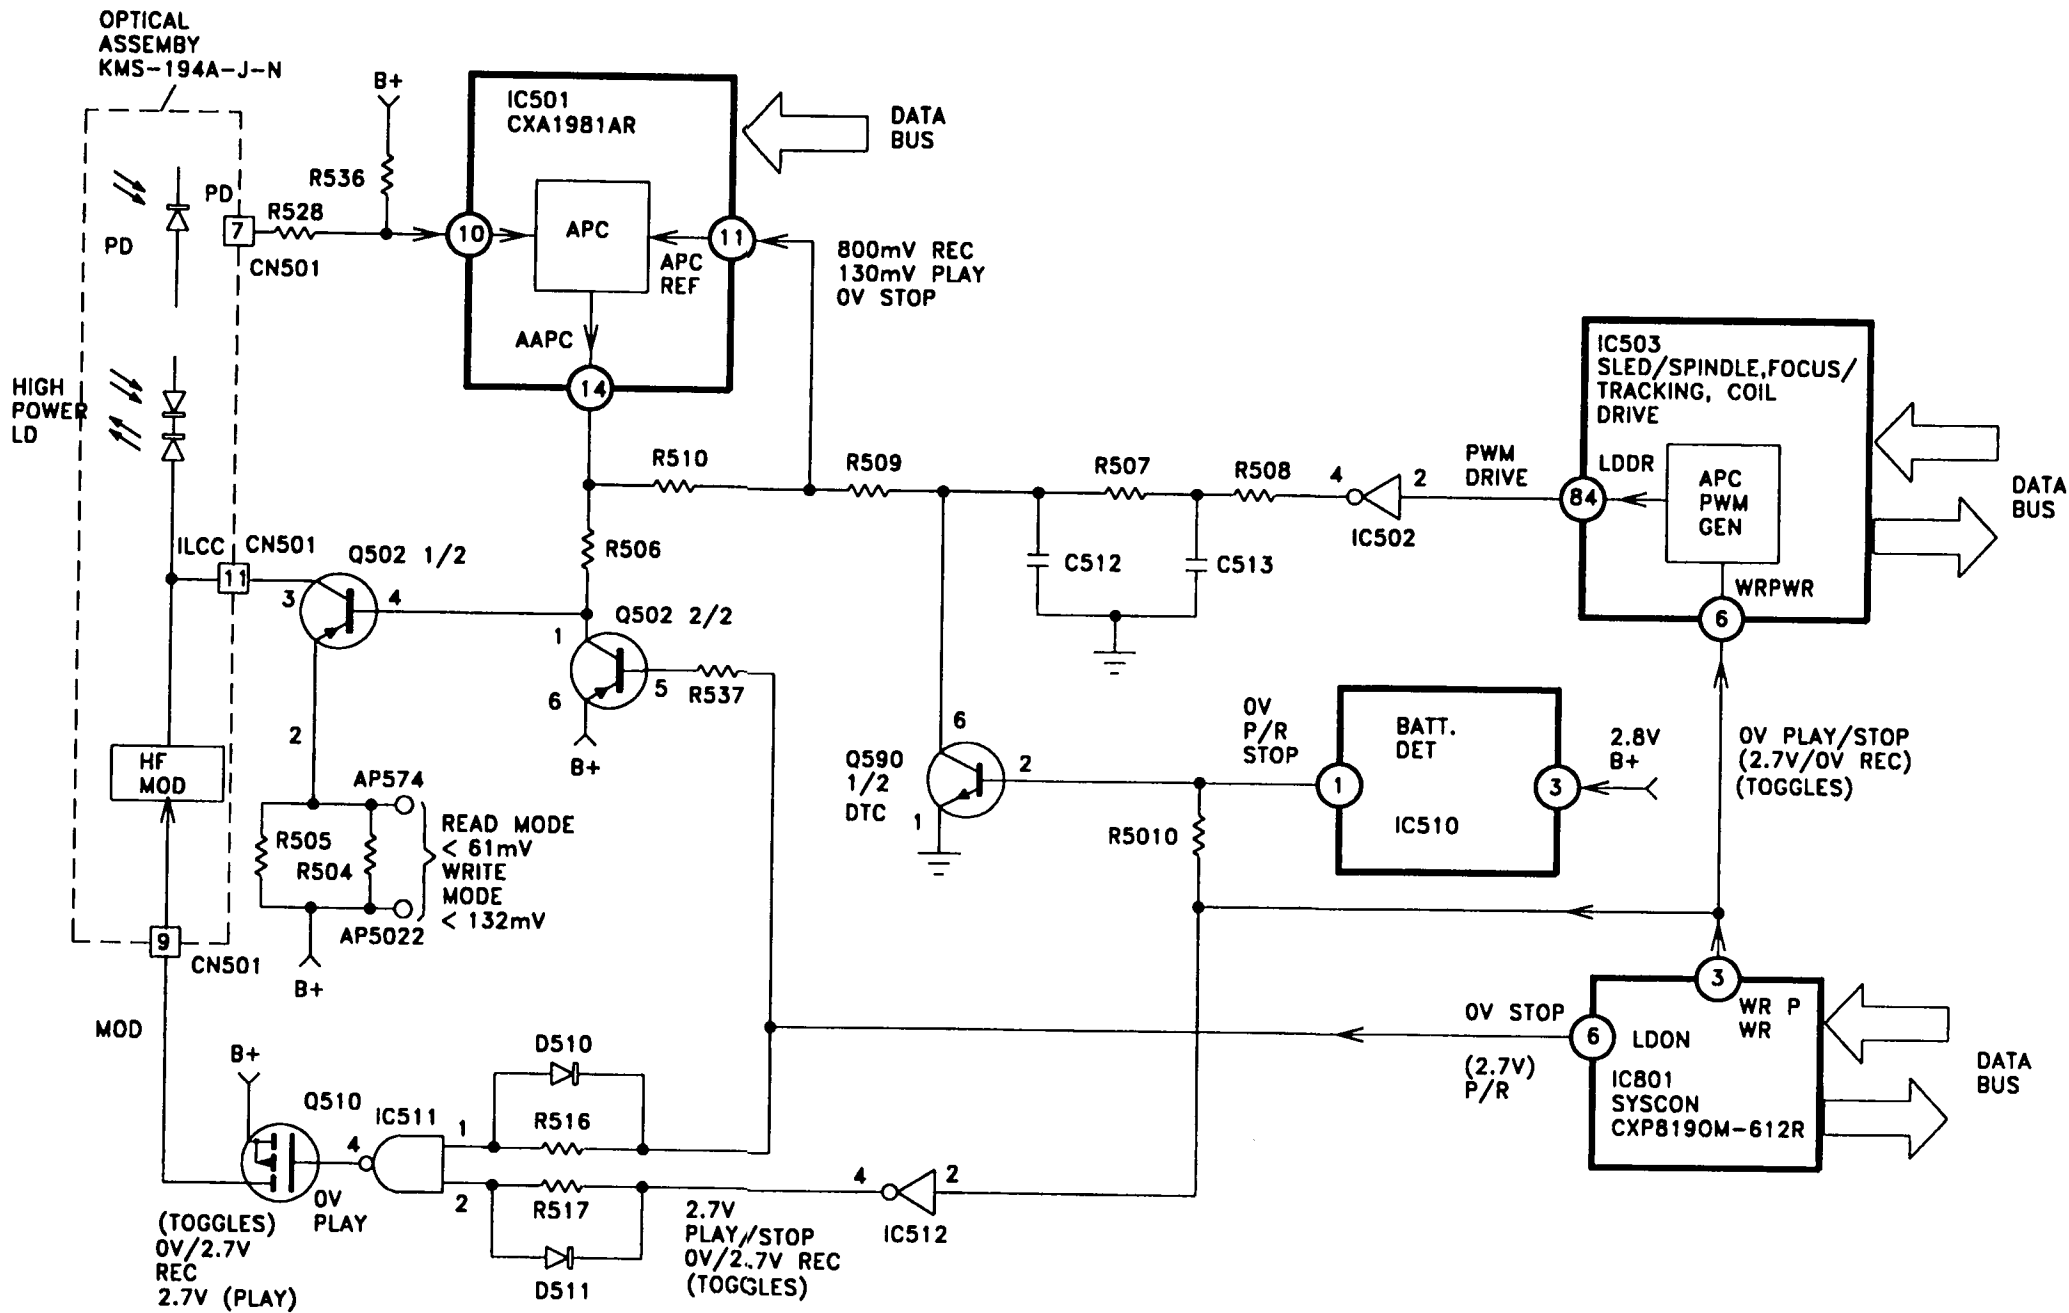 OPTICAL
ASSEMBY
KMS-194A-J-N
B+
IC501
CXA1981AR
DATA
BUS
R536
PD
R528
7
CN501
PD
10
APC
11
APC
REF
800mV REC
130mV PLAY
0V STOP
AAPC
14
HIGH
POWER
LD
IC503
SLED/SPINDLE,FOCUS/
TRACKING, COIL
DRIVE
LDDR
APC
PWM
GEN
84
WRPWR
6
DATA
BUS
R510
R509
R507
R508
4
2
IC502
PWM
DRIVE
C512
C513
ILCC
CN501
11
Q502 1/2
3
4
2
R506
Q502 2/2
1
6
5
R537
B+
HF
MOD
AP574
R505
R504
AP5022
B+
READ MODE
< 61mV
WRITE
MODE
< 132mV
9
CN501
MOD
6
Q590
1/2
DTC
2
1
0V
P/R
STOP
R5010
1
BATT.
DET
3
IC510
2.8V
B+
0V PLAY/STOP
(2.7V/0V REC)
(TOGGLES)
3
WR P
WR
0V STOP
6
LDON
(2.7V)
P/R
IC801
SYSCON
CXP8190M-612R
DATA
BUS
B+
Q510
IC511
4
1
2
0V
PLAY
D510
R516
R517
D511
(TOGGLES)
0V/2.7V
REC
2.7V (PLAY)
2.7V
PLAY/STOP
0V/2.7V REC
(TOGGLES)
4
2
IC512